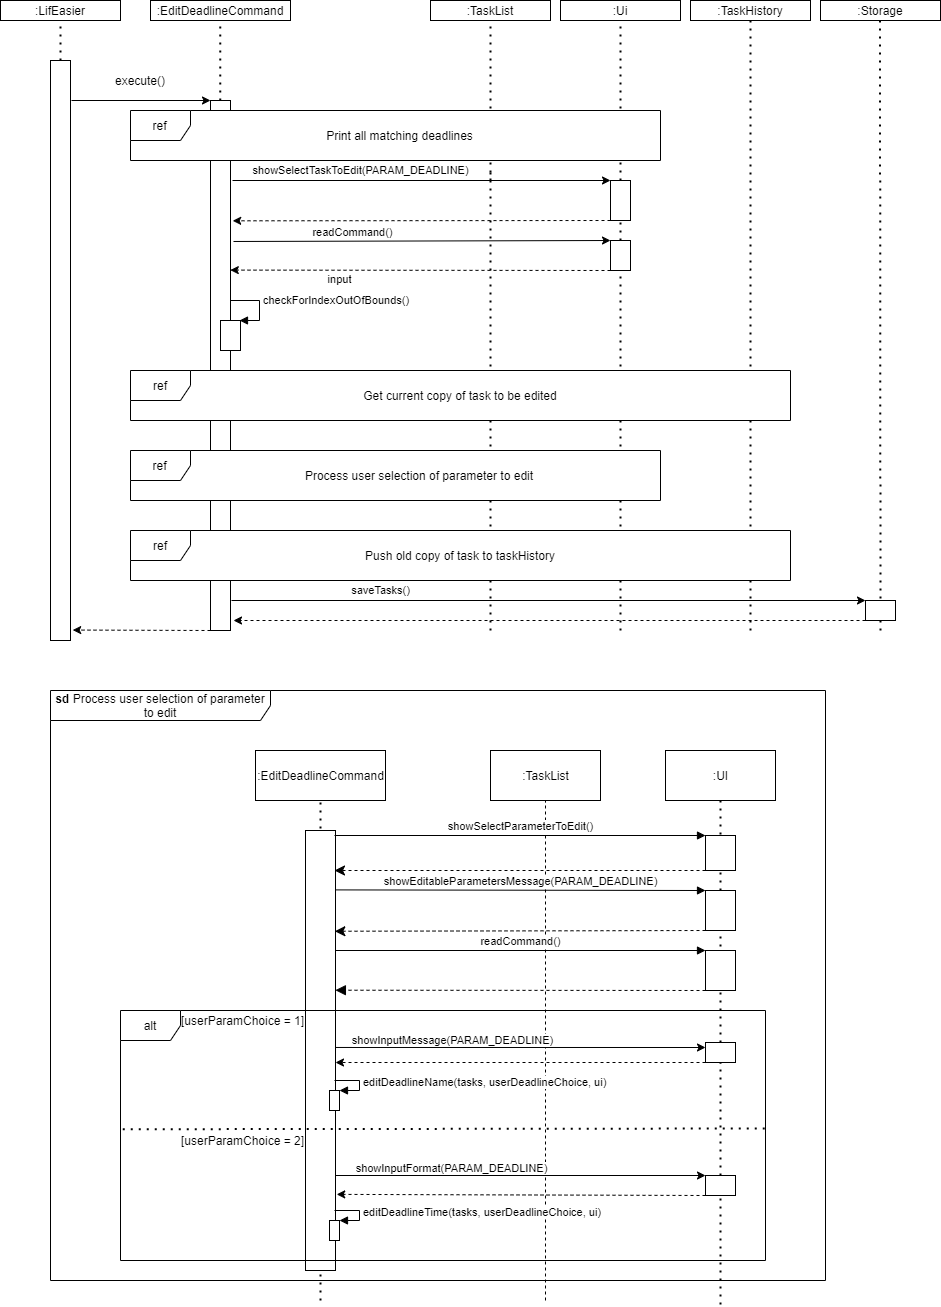 :LifEasier
:EditDeadlineCommand
:TaskList
:Ui
:TaskHistory
:Storage
execute()
ref
Print all matching deadlines
showSelectTaskToEdit(PARAM_DEADLINE)
readCommand()
input
checkForIndexOutOfBounds()
ref
Get current copy of task to be edited
ref
Process user selection of parameter to edit
ref
Push old copy of task to taskHistory
saveTasks()
sd Process user selection of parameter
to edit
:EditDeadlineCommand
:TaskList
:UI
showSelectParameterToEdit()
showEditableParametersMessage(PARAM_DEADLINE)
readCommand()
alt
[userParamChoice = 1]
showInputMessage(PARAM_DEADLINE)
editDeadlineName(tasks, userDeadlineChoice, ui)
[userParamChoice = 2]
showInputFormat(PARAM_DEADLINE)
editDeadlineTime(tasks, userDeadlineChoice, ui)